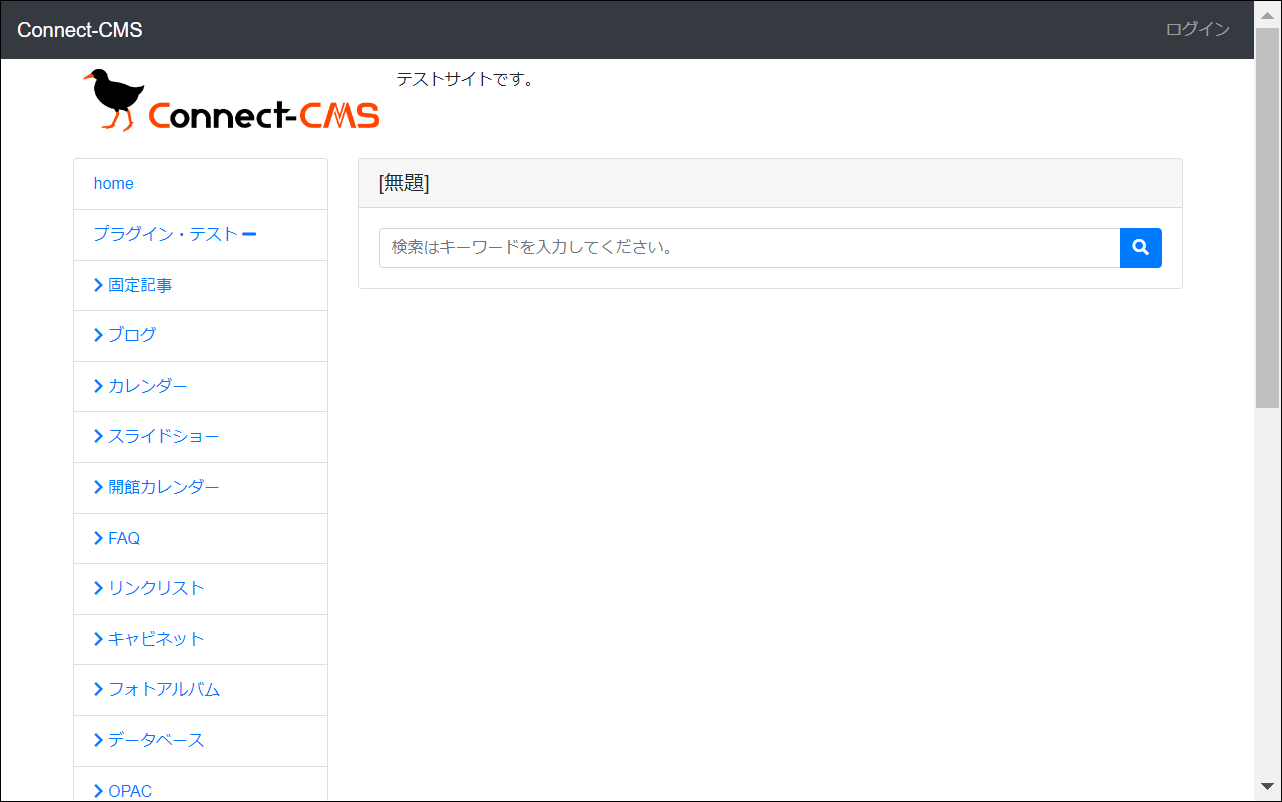 Connect-CMS
ログイン
Connect-CMS
テストサイトです。
home
プラグイン・テスト
固定記事
ブログ
カレンダー
スライドショー
開館カレンダー
FAQ
リンクリスト
キャビネット
フォトアルバム
データベース
OPAC
[無題]
検索はキーワードを入力してください。